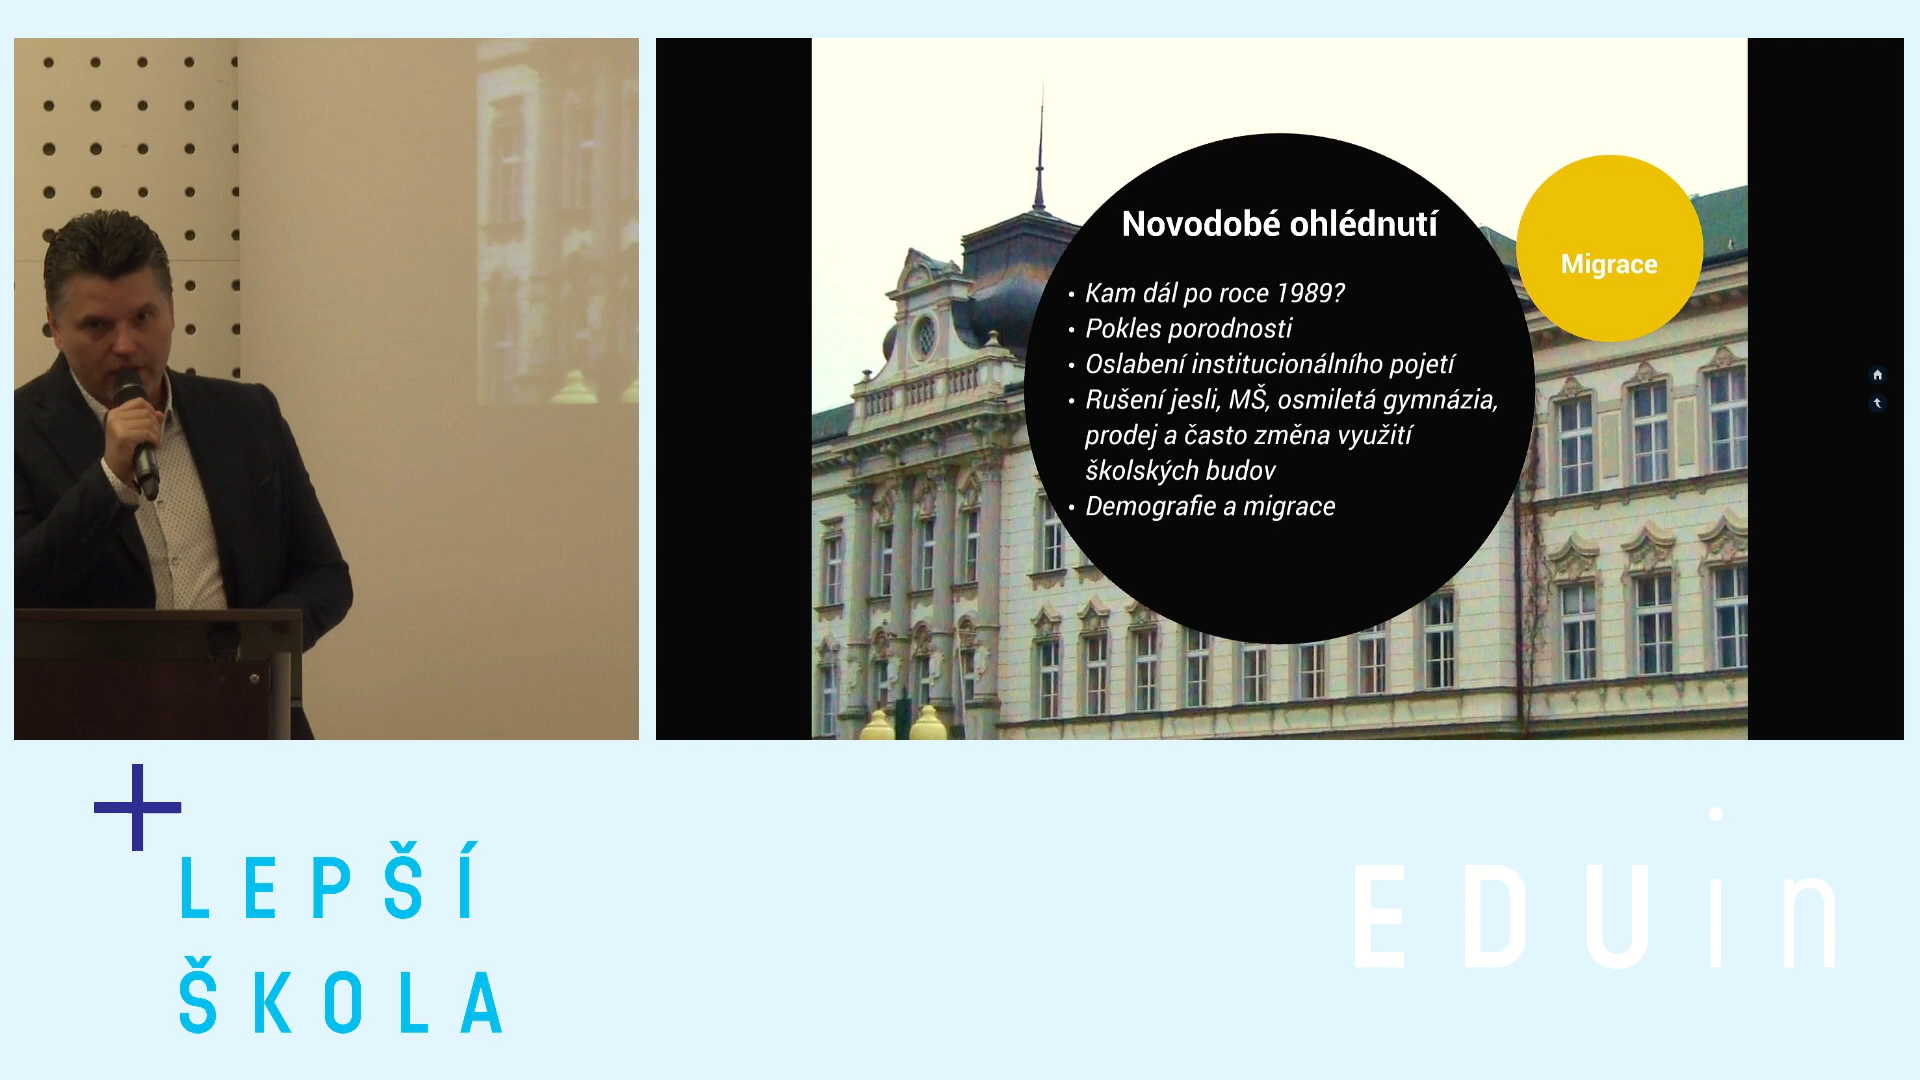 Novodobé ohlédnutí
• Kam dál po roce 1989?
• Pokles porodnosti
• Oslabení institucionálního pojetí
• Rušení jesli, MŠ, osmiletá gymnázia,
prodej a často změna využití
školských budov
• Demografie a migrace
Migrace
LEPŠÍ
ŠKOLA
EDUin